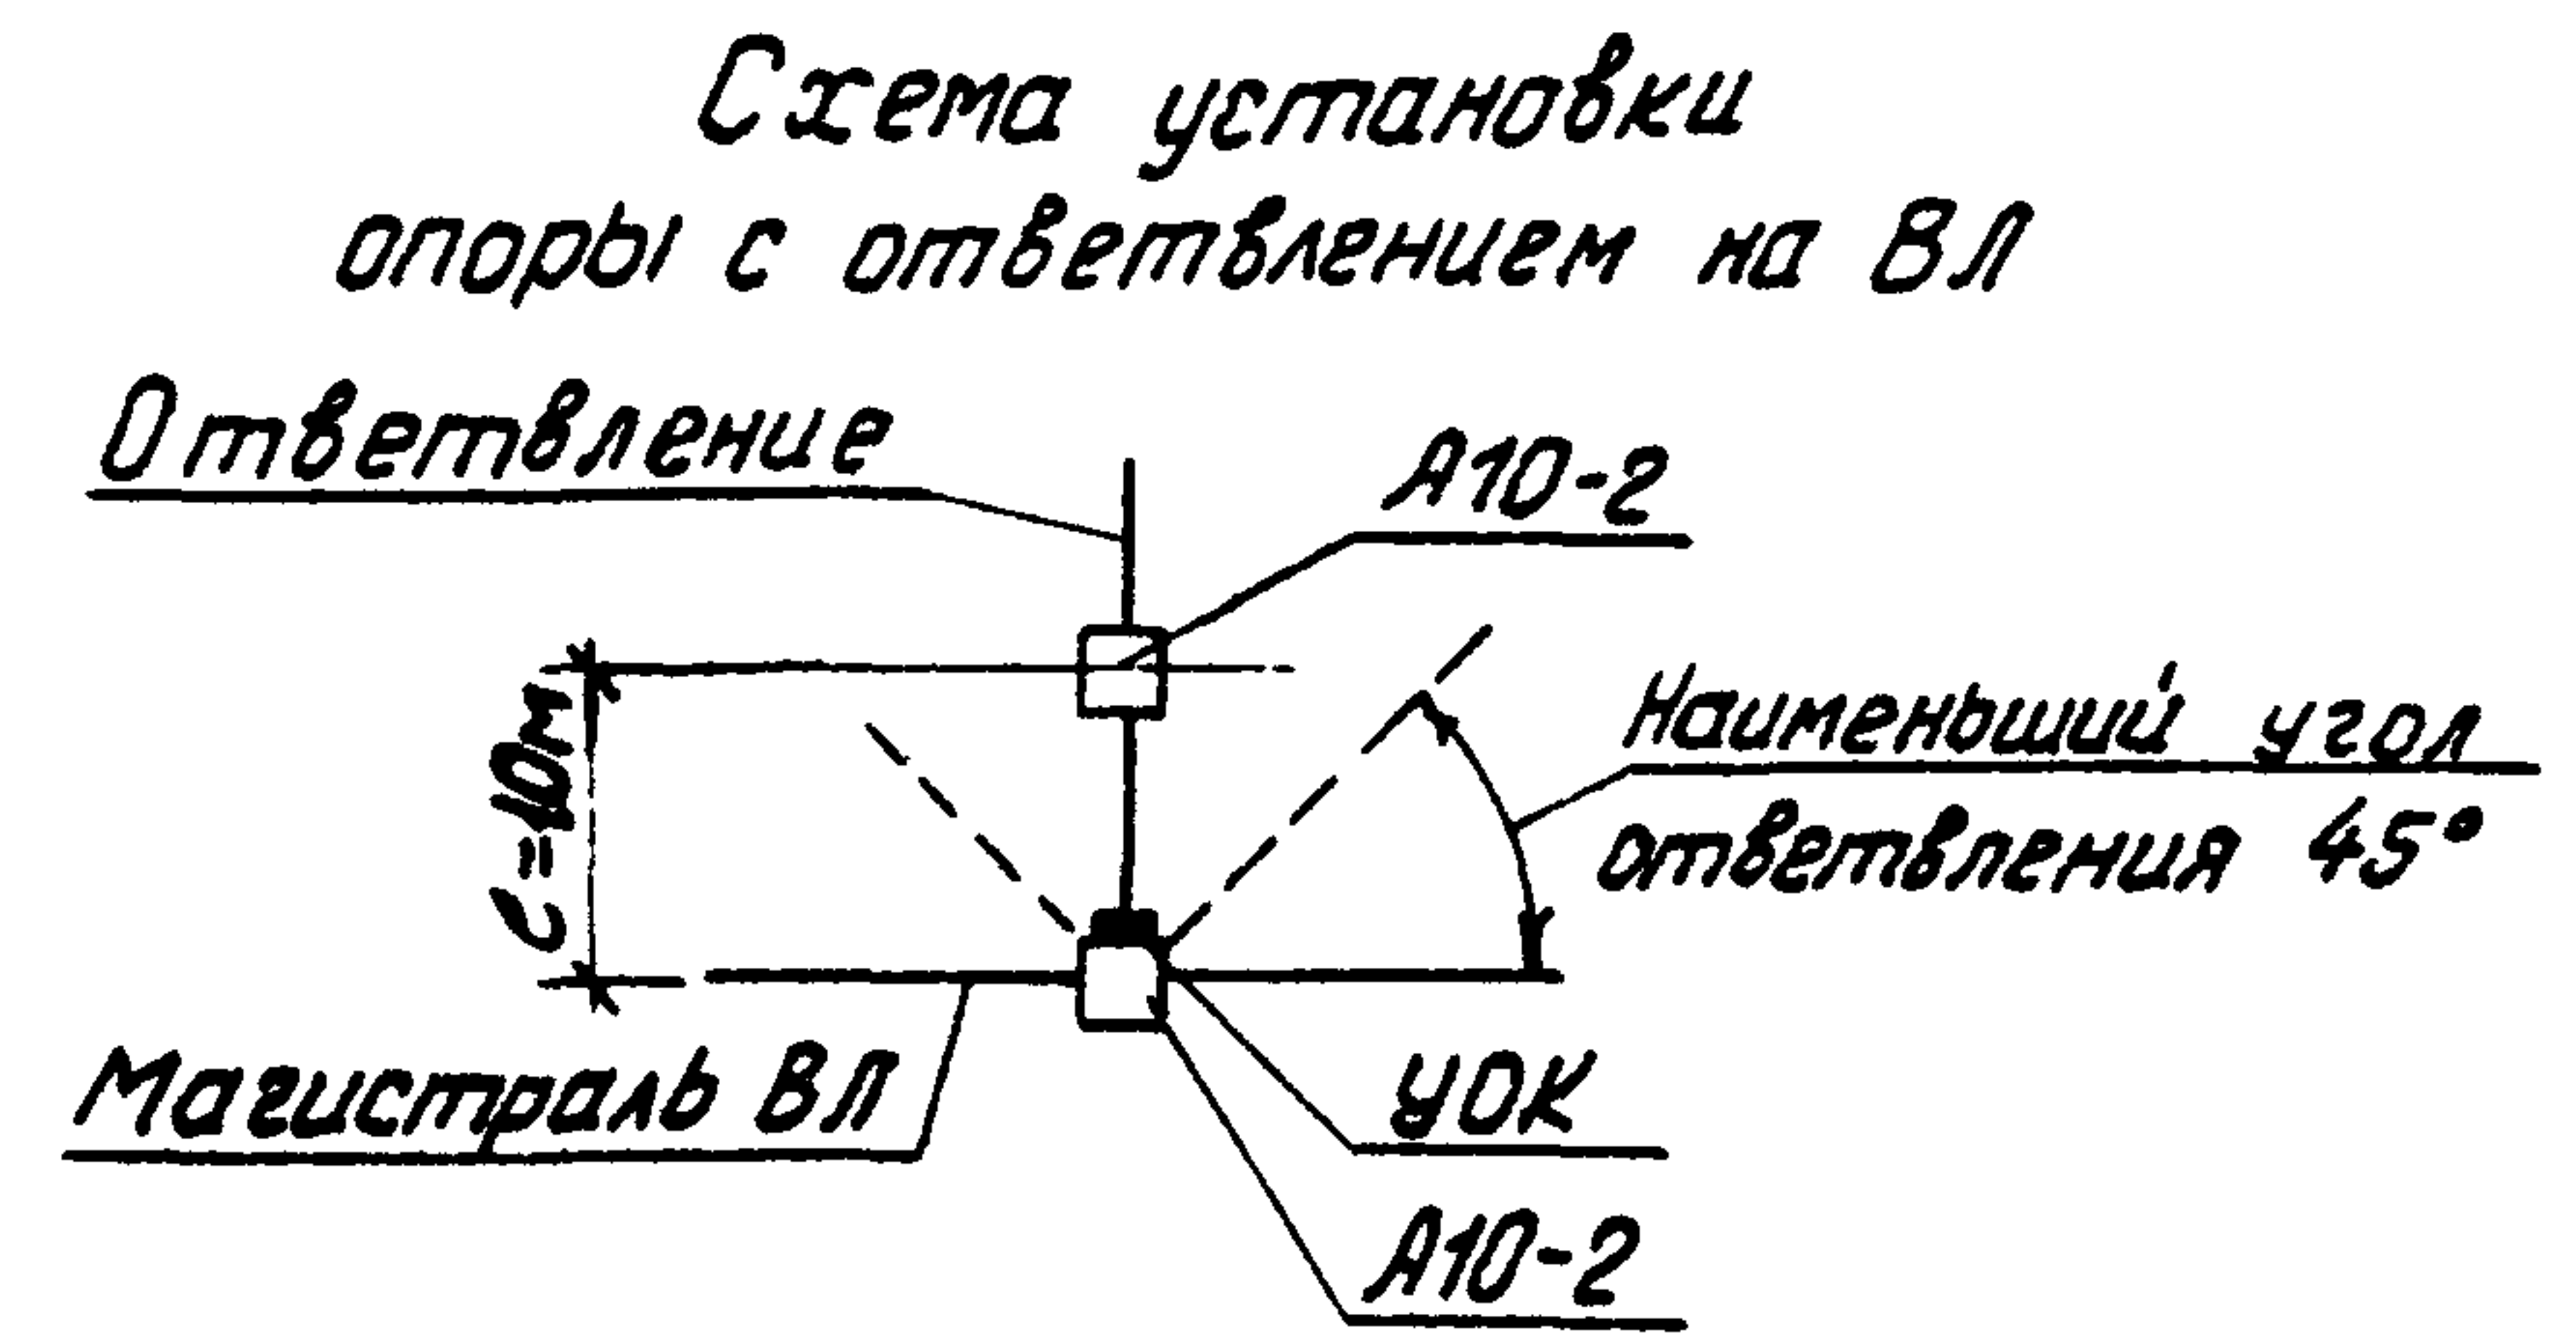 Схема установки
опоры с ответвлением на ВЛ
Ответвление
А10-2
ℓ=10м
Наименьший угол
ответвления 45°
Магистраль ВЛ
УОК
А10-2